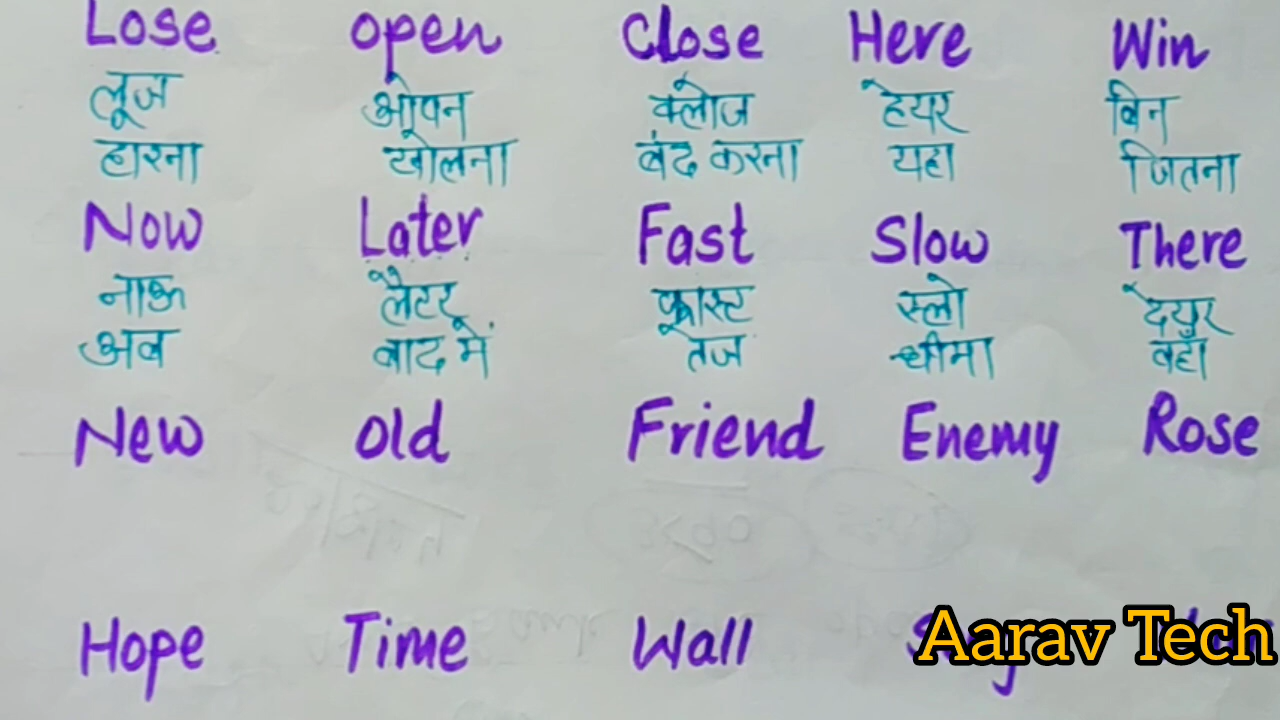 Lose open Close Here Win
लूज ओपन क्लोज हेयर विन
हारना खोलना बंद करना यहा जितना
Now Later Fast Slow There
नाऊ लैटर फास्ट स्लो देयर
अब बाद में तेज धीमा वहाँ
New old Friend Enemy Rose
Hope Time Wall
Aarav Tech